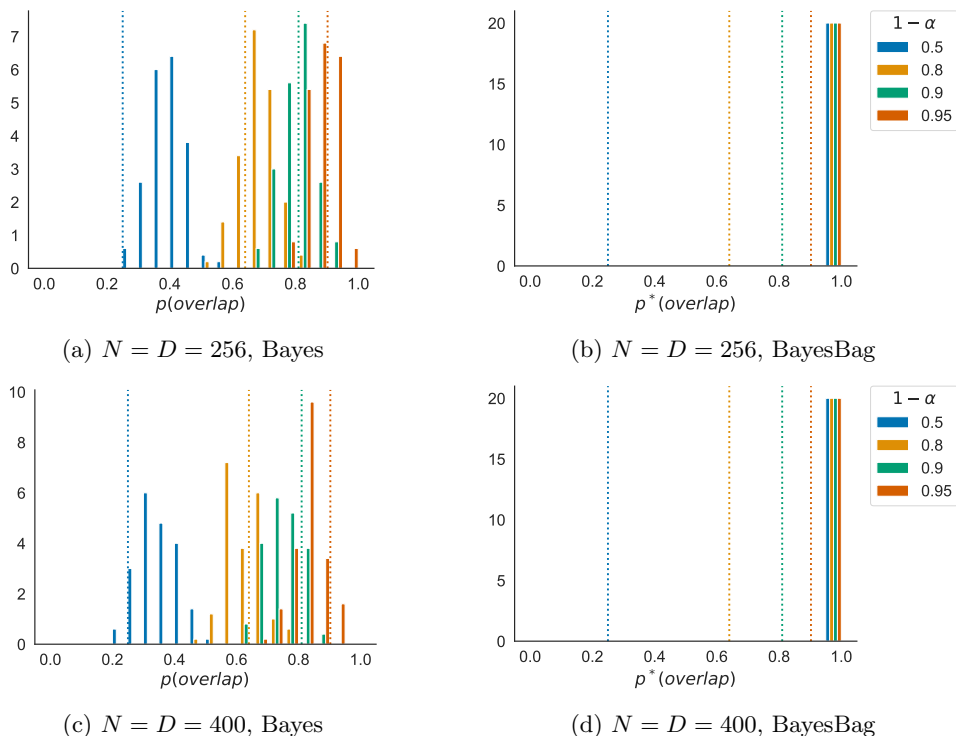 7
6
5
4
3
2
1
0
0.0 0.2 0.4 0.6 0.8 1.0
p(overlap)
(a) N = D = 256, Bayes
20
15
10
5
0
0.0 0.2 0.4 0.6 0.8 1.0
p*(overlap)
(b) N = D = 256, BayesBag
1 − α
0.5
0.8
0.9
0.95
10
8
6
4
2
0
0.0 0.2 0.4 0.6 0.8 1.0
p(overlap)
(c) N = D = 400, Bayes
20
15
10
5
0
0.0 0.2 0.4 0.6 0.8 1.0
p*(overlap)
(d) N = D = 400, BayesBag
1 − α
0.5
0.8
0.9
0.95